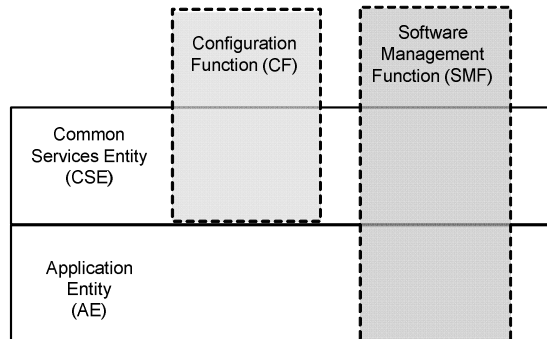 Configuration
Function (CF)
Software
Management
Function (SMF)
Common
Services Entity
(CSE)
Application
Entity
(AE)